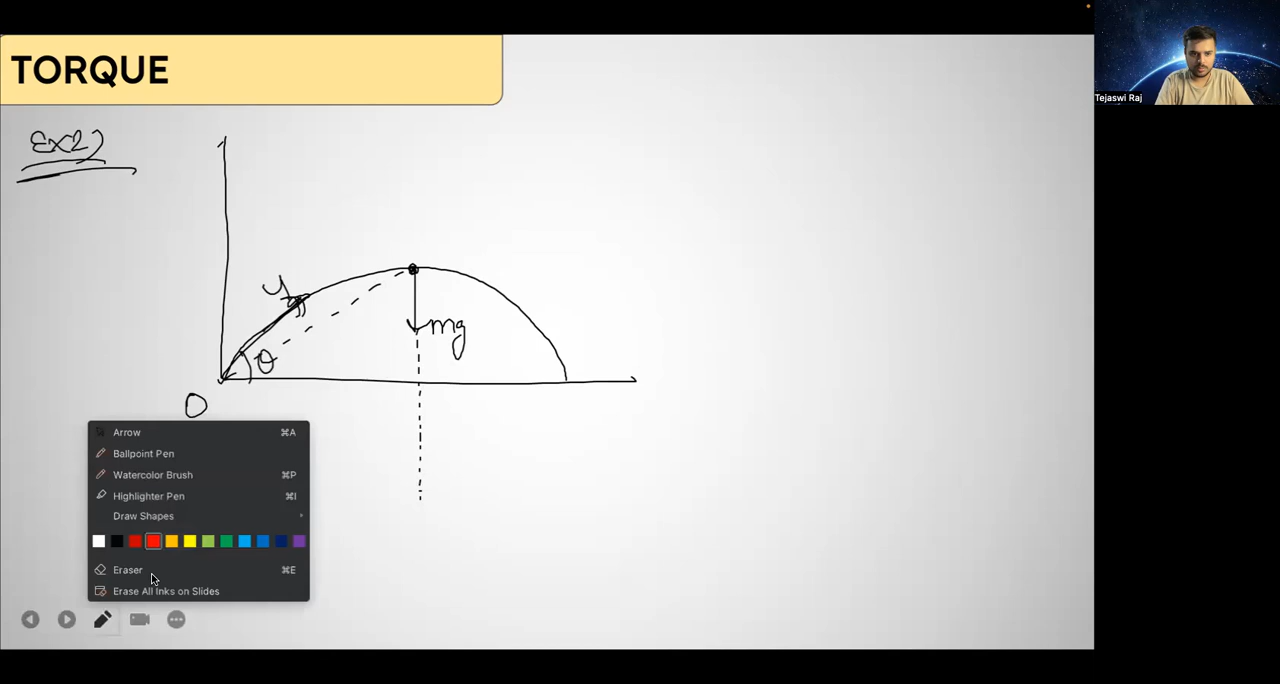 TORQUE
Tejaswi Raj
Ex2)
u
mg
θ
O
Arrow ⌘A
Ballpoint Pen
Watercolor Brush ⌘P
Highlighter Pen ⌘I
Draw Shapes
Eraser ⌘E
Erase All Inks on Slides